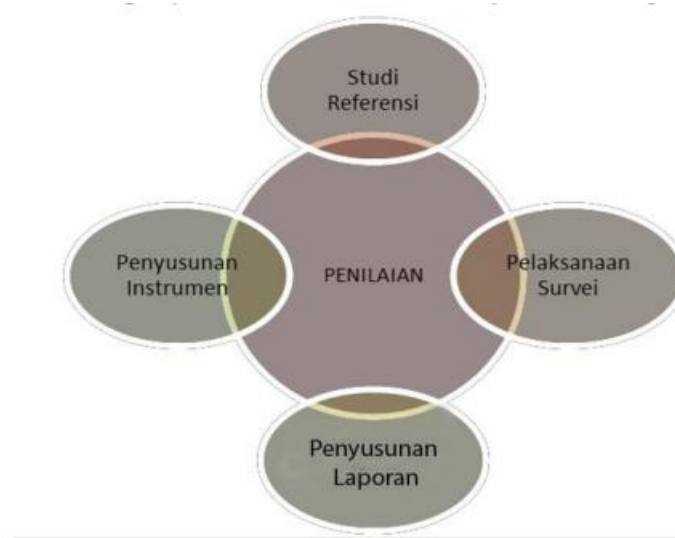 Studi
Referensi
Penyusunan
Instrumen
PENILAIAN
Pelaksanaan
Survei
Penyusunan
Laporan